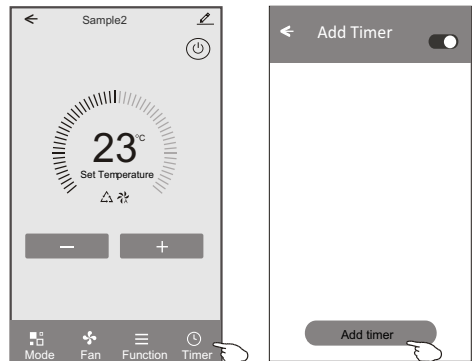 Sample2
23°C
Set Temperature
Mode Fan Function Timer
Add Timer
Add timer